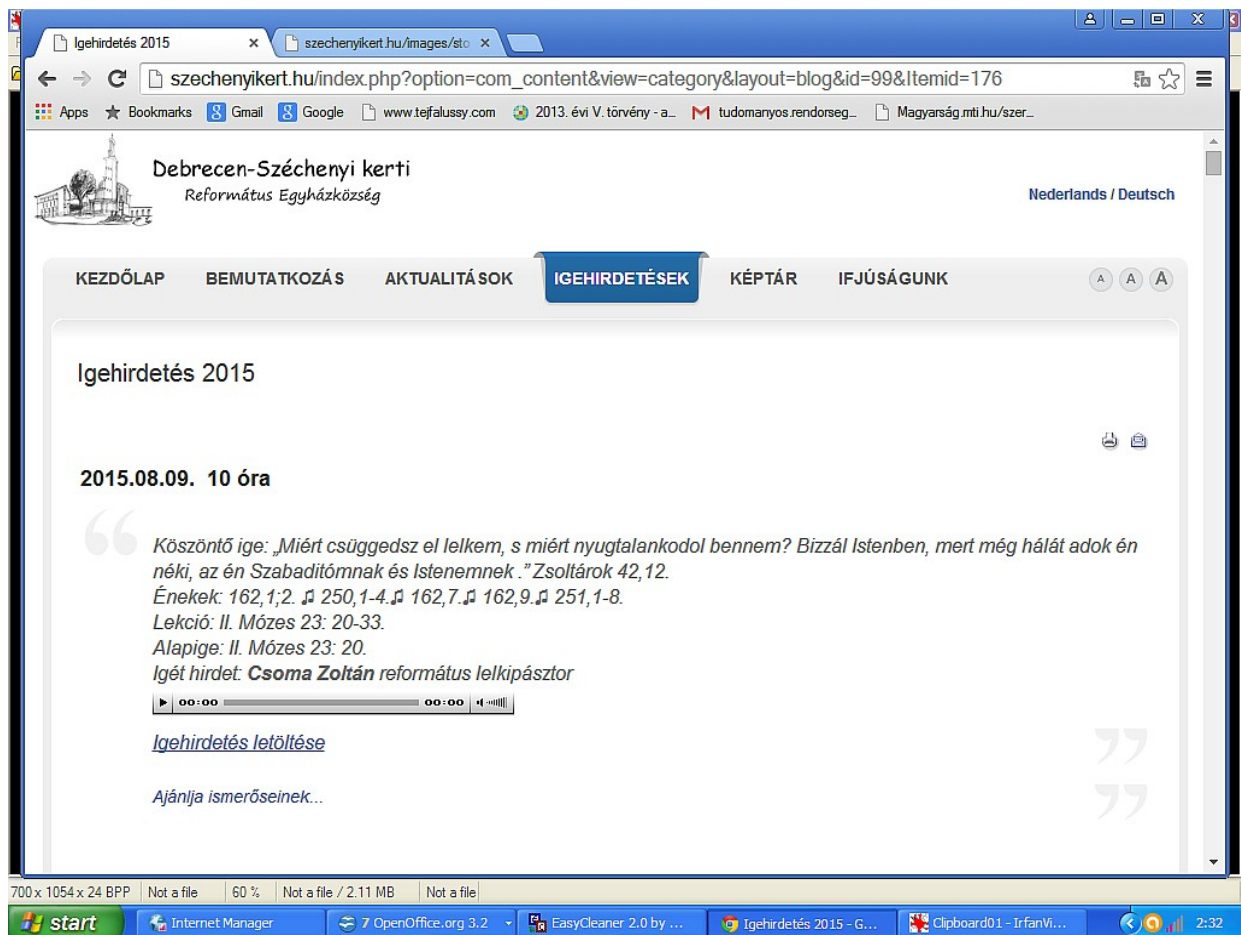 Igehirdetés 2015
szechenyikert.hu/images/sto
szechenyikert.hu/index.php?option=com_content&view=category&layout=blog&id=99&Itemid=176
Apps Bookmarks Gmail Google www.tejfalussy.com 2013. évi V. törvény - a... tudomanyos.rendorseg... Magyarság.mti.hu/szer...
Debrecen-Széchenyi kerti
Református Egyházközség
Nederlands / Deutsch
KEZDŐLAP BEMUTATKOZÁS AKTUALITÁSOK IGEHIRDETÉSEK KÉPTÁR IFJÚSÁGUNK A A A
Igehirdetés 2015
2015.08.09. 10 óra
Köszöntő ige: „Miért csüggedsz el lelkem, s miért nyugtalankodol bennem? Bizzál Istenben, mert még hálát adok én
néki, az én Szabaditómnak és Istenemnek .” Zsoltárok 42,12.
Énekek: 162,1;2. ♫ 250,1-4.♫ 162,7.♫ 162,9.♫ 251,1-8.
Lekció: II. Mózes 23: 20-33.
Alapige: II. Mózes 23: 20.
Igét hirdet: Csoma Zoltán református lelkipásztor
00:00 00:00
Igehirdetés letöltése
Ajánlja ismerőseinek...
700 x 1054 x 24 BPP Not a file 60 % Not a file / 2.11 MB Not a file
start Internet Manager 7 OpenOffice.org 3.2 EasyCleaner 2.0 by ... Igehirdetés 2015 - G... Clipboard01 - IrfanVi... 2:32